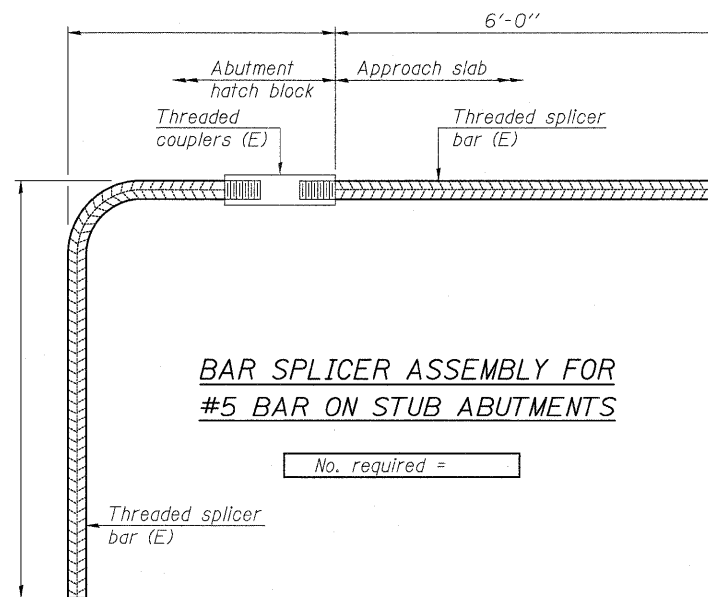 6'-0"
Abutment
hatch block
Approach slab
Threaded
couplers (E)
Threaded splicer
bar (E)
BAR SPLICER ASSEMBLY FOR
#5 BAR ON STUB ABUTMENTS
No. required =
Threaded splicer
bar (E)